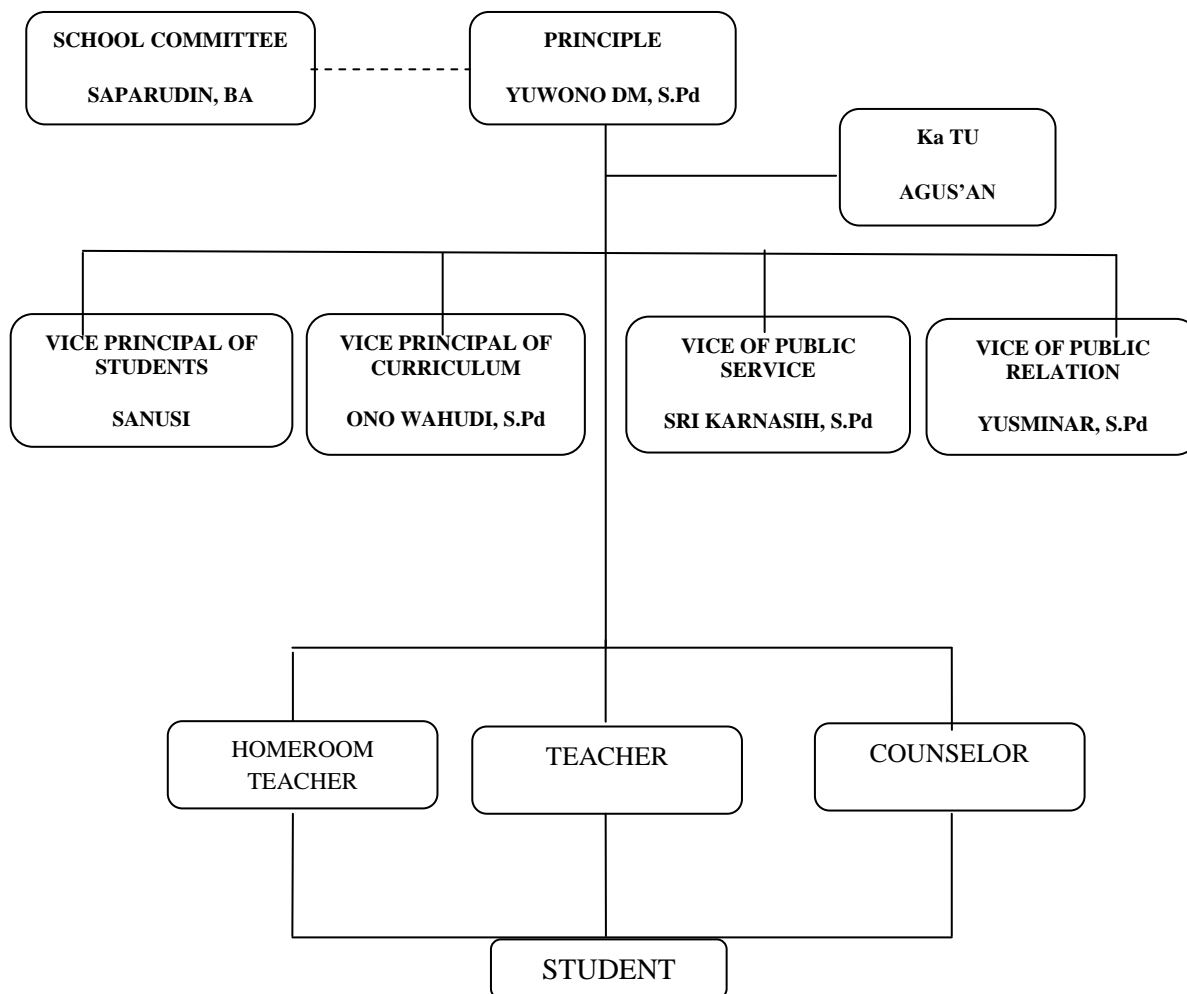 SCHOOL COMMITTEE
SAPARUDIN, BA
PRINCIPLE
YUWONO DM, S.Pd
Ka TU
AGUS’AN
VICE PRINCIPAL OF
STUDENTS
SANUSI
VICE PRINCIPAL OF
CURRICULUM
ONO WAHUDI, S.Pd
VICE OF PUBLIC
SERVICE
SRI KARNASIH, S.Pd
VICE OF PUBLIC
RELATION
YUSMINAR, S.Pd
HOMEROOM
TEACHER
TEACHER
COUNSELOR
STUDENT